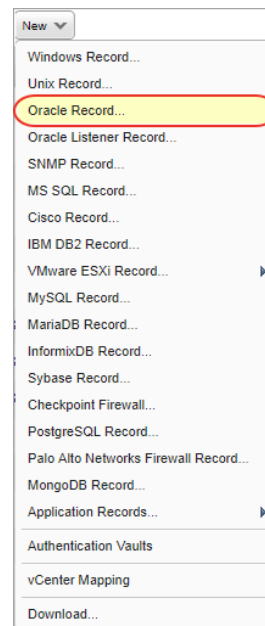 New
Windows Record...
Unix Record...
Oracle Record...
Oracle Listener Record...
SNMP Record...
MS SQL Record...
Cisco Record...
IBM DB2 Record...
VMware ESXi Record...
MySQL Record...
MariaDB Record...
InformixDB Record...
Sybase Record...
Checkpoint Firewall...
PostgreSQL Record...
Palo Alto Networks Firewall Record...
MongoDB Record...
Application Records...
Authentication Vaults
vCenter Mapping
Download...